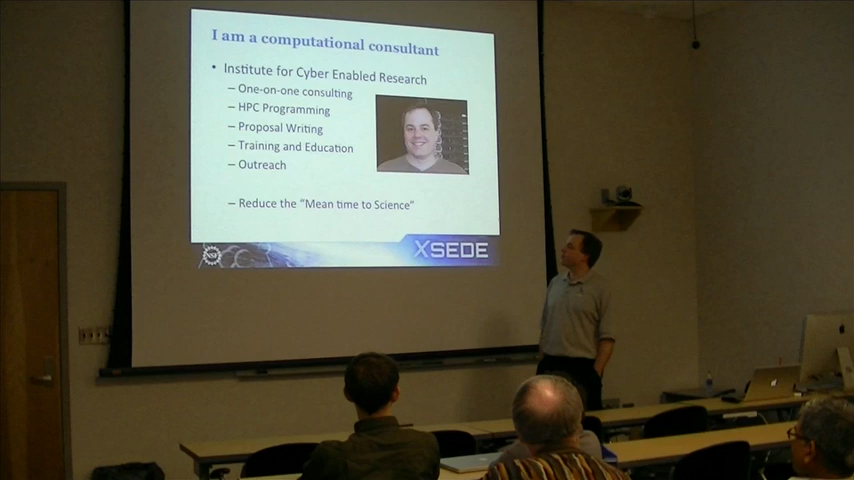 I am a computational consultant
• Institute for Cyber Enabled Research
– One-on-one consulting
– HPC Programming
– Proposal Writing
– Training and Education
– Outreach
– Reduce the “Mean time to Science”
NSF
XSEDE